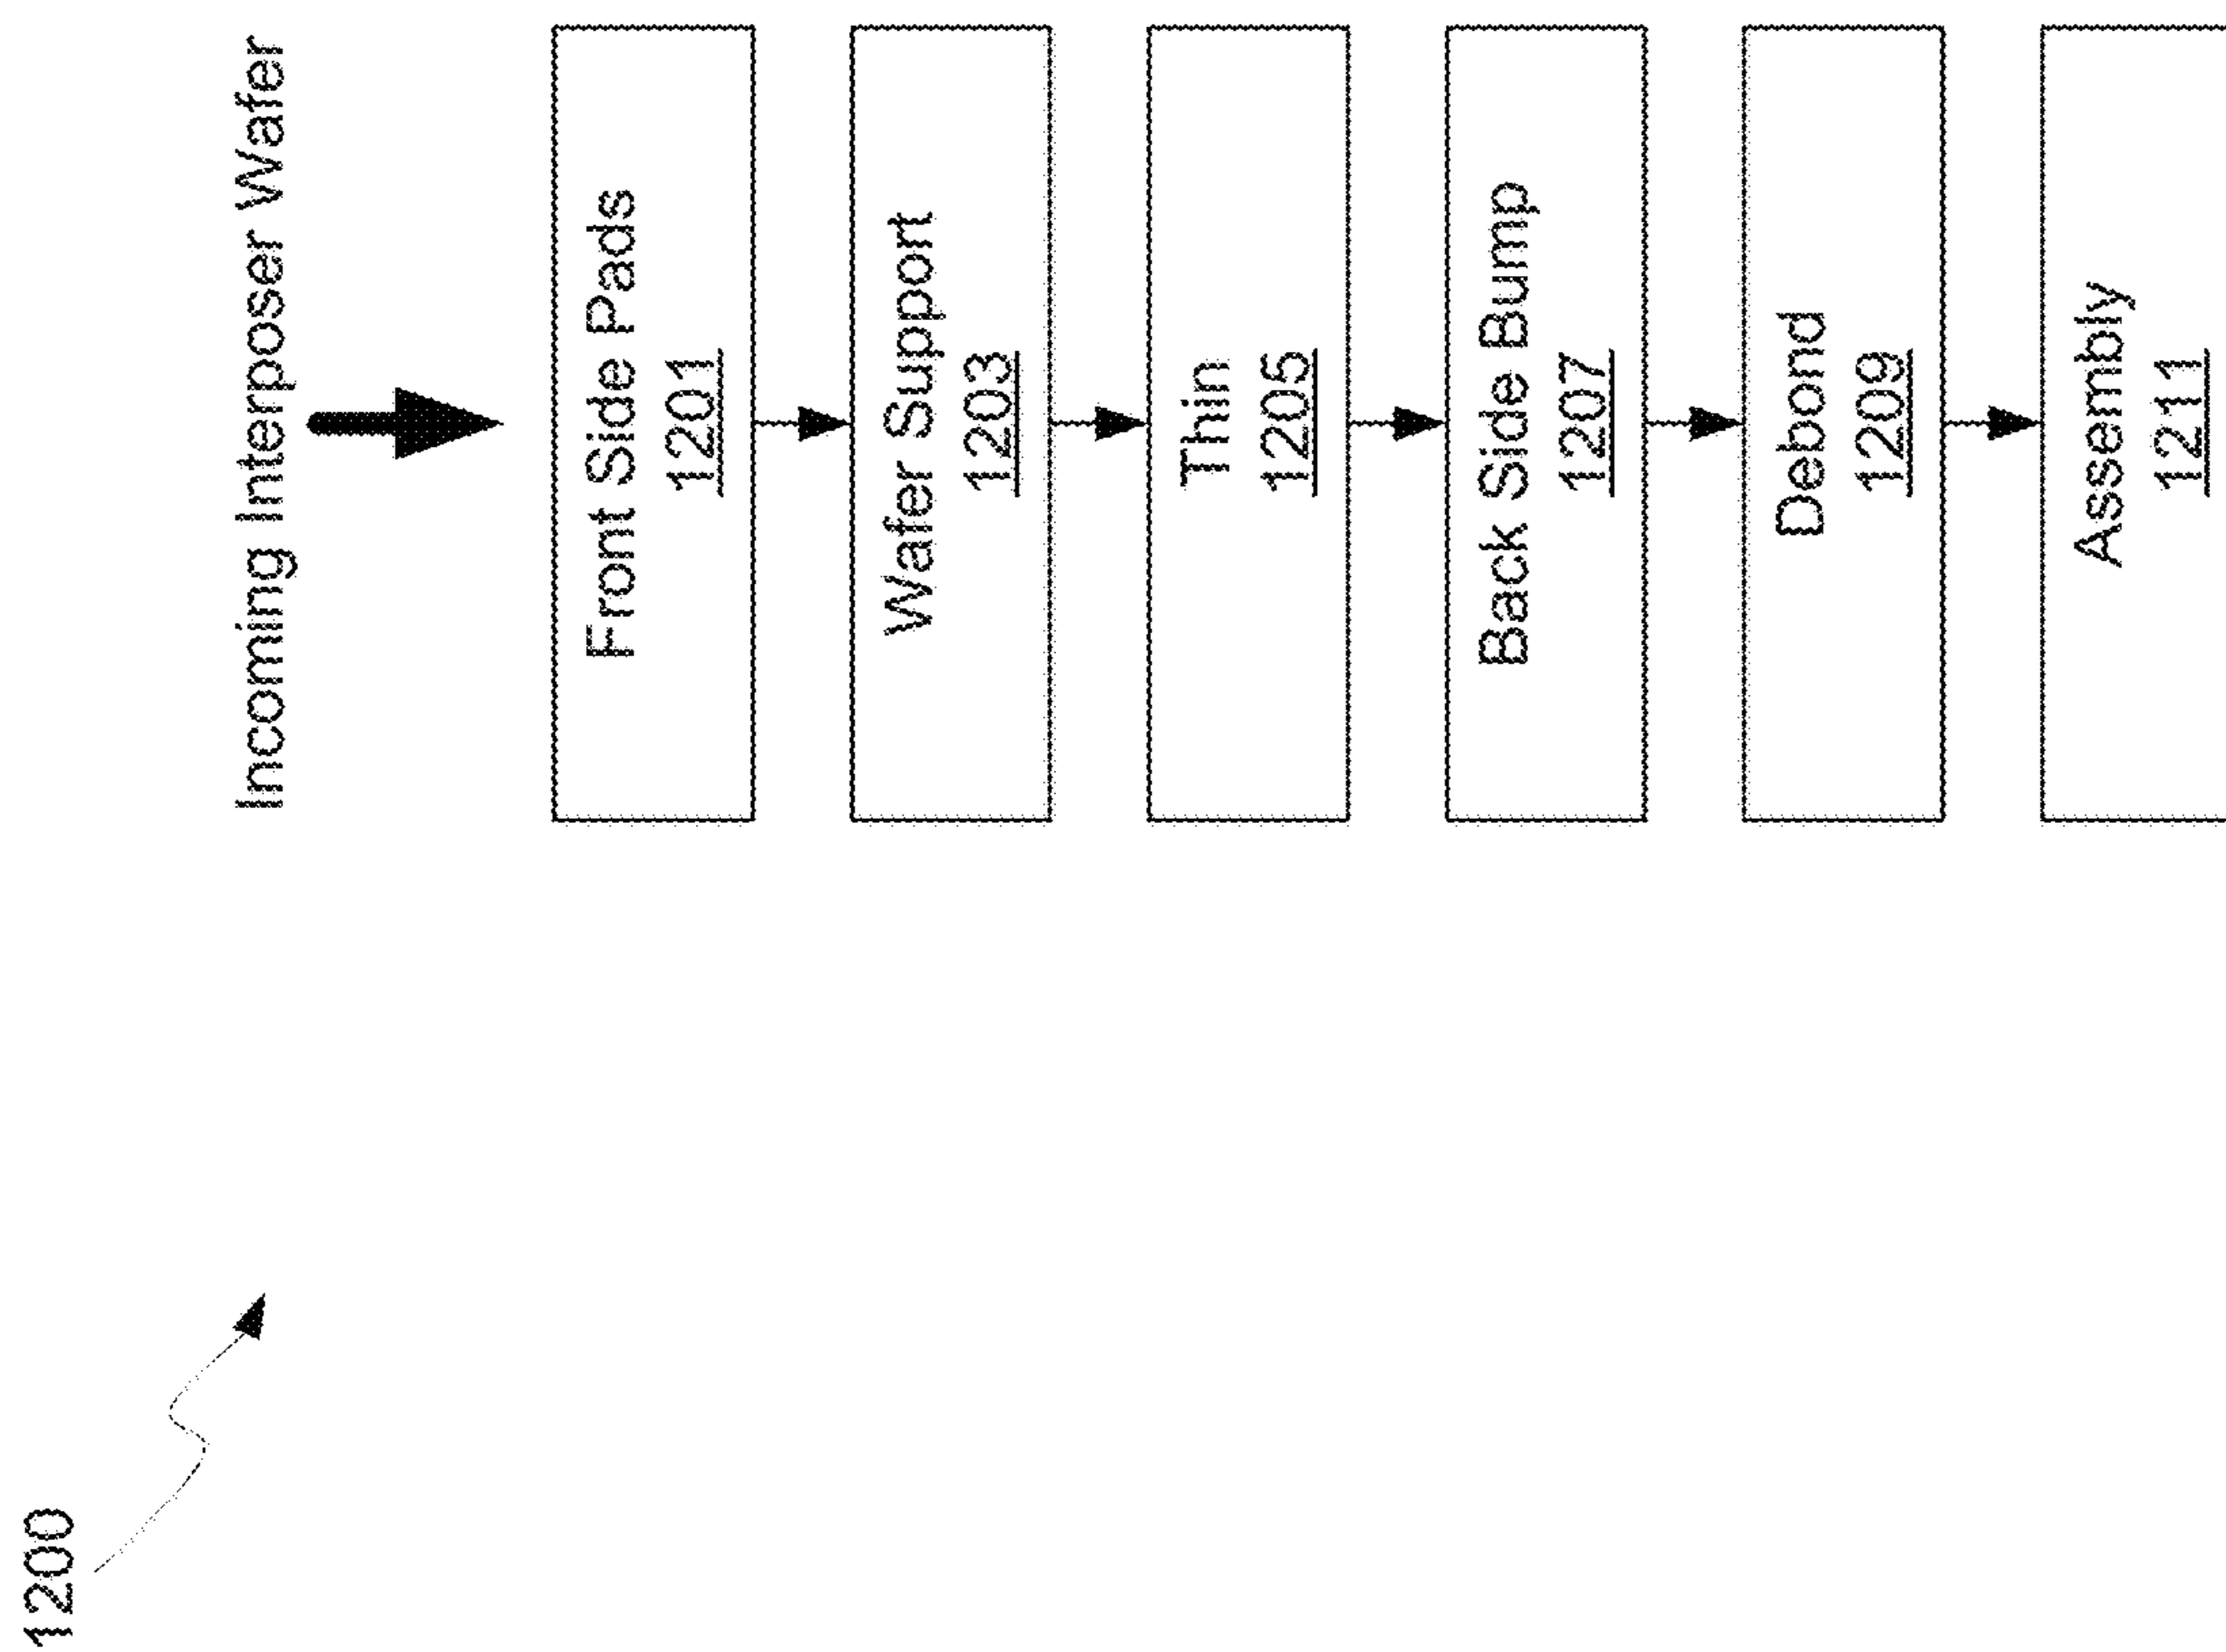 1200
Incoming Interposer Wafer
Front Side Pads
1201
Wafer Support
1203
Thin
1205
Back Side Bump
1207
Debond
1209
Assembly
1211